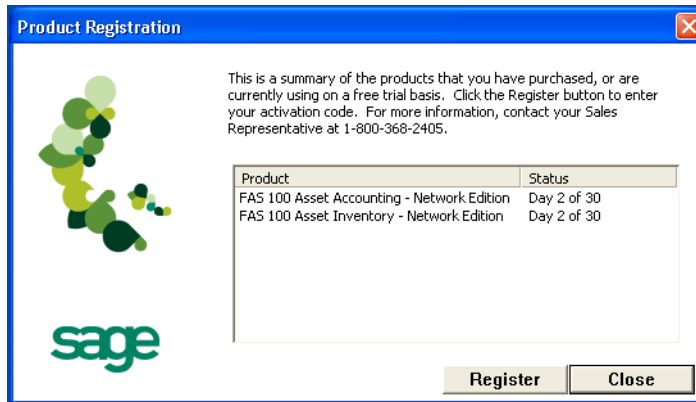 Product Registration
This is a summary of the products that you have purchased, or are
currently using on a free trial basis.  Click the Register button to enter
your activation code.  For more information, contact your Sales
Representative at 1-800-368-2405.
Product Status
FAS 100 Asset Accounting - Network Edition Day 2 of 30
FAS 100 Asset Inventory - Network Edition Day 2 of 30
sage
Register Close